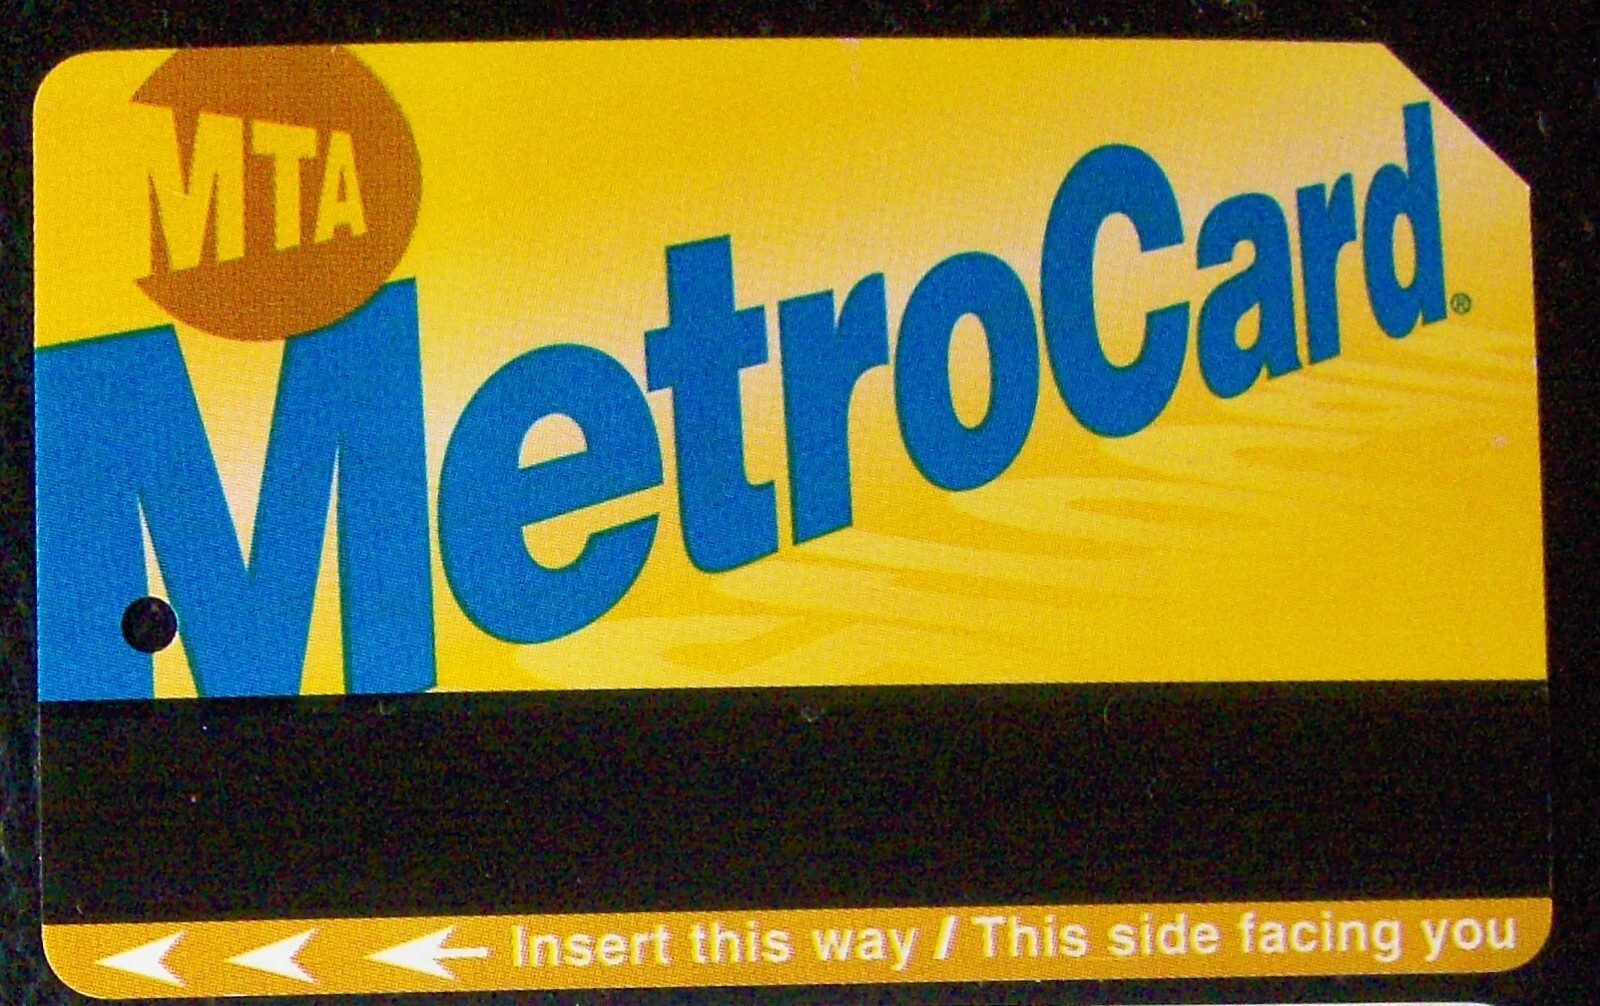 MTA
MetroCard®
Insert this way / This side facing you